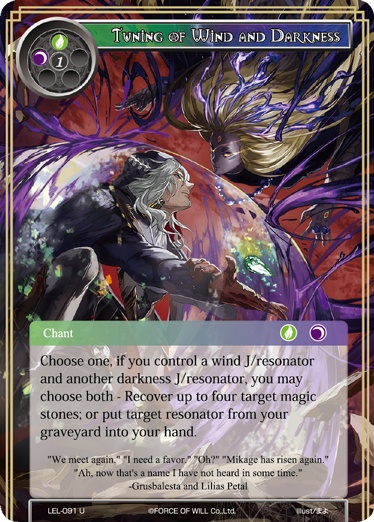 Tuning of Wind and Darkness
1
Chant
Choose one, if you control a wind J/resonator
and another darkness J/resonator, you may
choose both - Recover up to four target magic
stones; or put target resonator from your
graveyard into your hand.
"We meet again." "I need a favor." "Oh?" "Mikage has risen again."
"Ah, now that's a name I have not heard in some time."
-Grusbalesta and Lilias Petal
LEL-091 U ©FORCE OF WILL Co.,Ltd. Illust/まよ